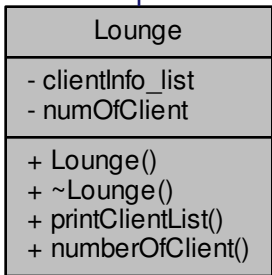 Lounge
- clientInfo_list
- numOfClient
+ Lounge()
+ ~Lounge()
+ printClientList()
+ numberOfClient()